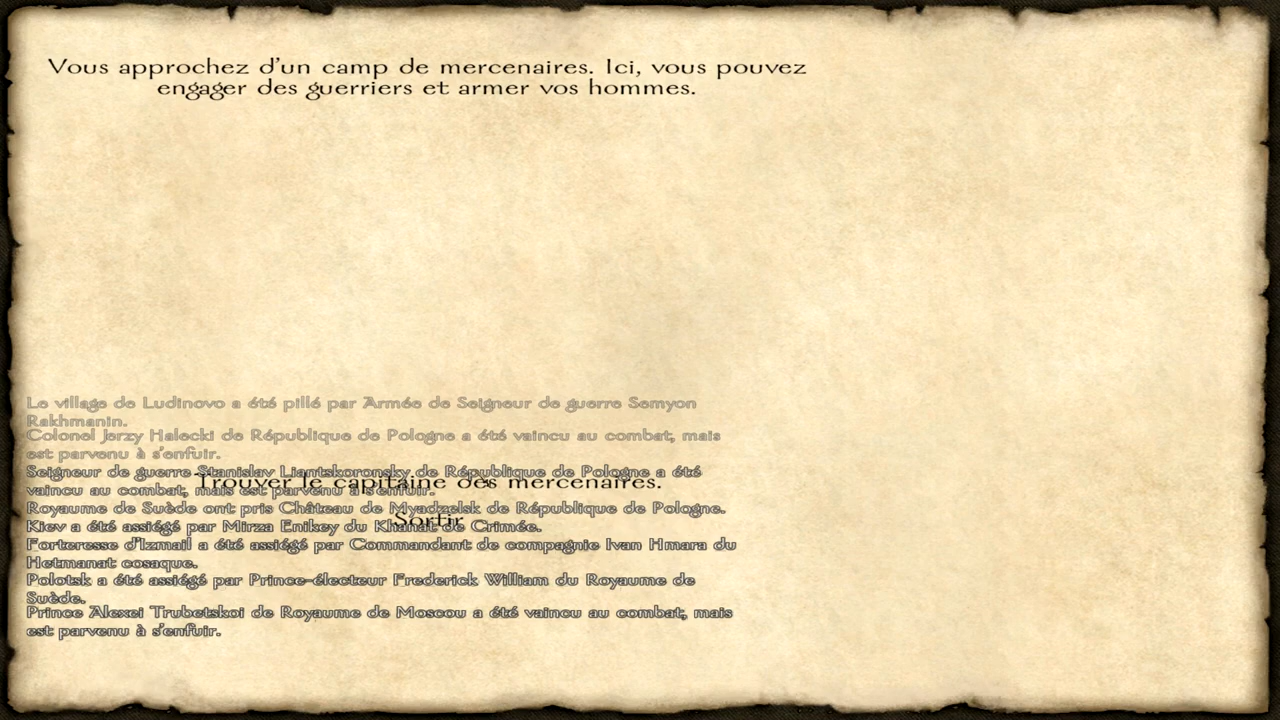 Vous approchez d'un camp de mercenaires. Ici, vous pouvez
engager des guerriers et armer vos hommes.
Le village de Ludinovo a été pillé par Armée de Seigneur de guerre Semyon
Rakhmanin.
Colonel Jerzy Halecki de République de Pologne a été vaincu au combat, mais
est parvenu à s'enfuir.
Seigneur de guerre Stanislav Liantskoronsky de République de Pologne a été
Trouver le capitaine des mercenaires.
vaincu au combat, mais est parvenu à s'enfuir.
Royaume de Suède ont pris Château de Myadzelsk de République de Pologne.
Sortir
Kiev a été assiégé par Mirza Enikey du Khanat de Crimée.
Forteresse d'Izmail a été assiégé par Commandant de compagnie Ivan Hmara du
Hetmanat cosaque.
Polotsk a été assiégé par Prince-électeur Frederick William du Royaume de
Suède.
Prince Alexei Trubetskoi de Royaume de Moscou a été vaincu au combat, mais
est parvenu à s'enfuir.